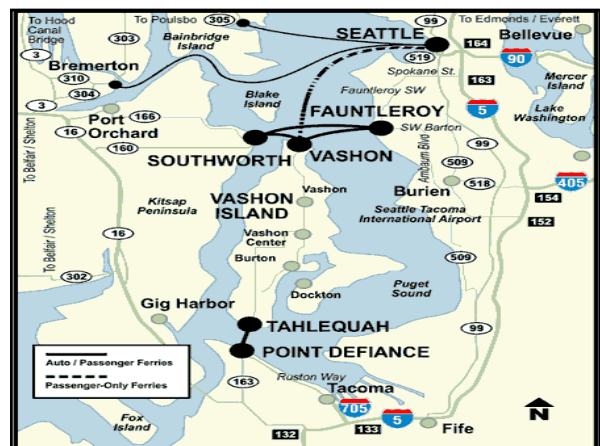 To Hood
Canal
Bridge
To Poulsbo
305
99
To Edmonds / Everett
303
Bainbridge
Island
SEATTLE
Bellevue
164
3
Bremerton
519
90
310
304
Spokane St.
163
Mercer
Island
Blake
Island
Fauntleroy SW
3
166
FAUNTLEROY
5
Lake
Washington
Port
Orchard
16
SW Barton
160
SOUTHWORTH
VASHON
99
To Belfair / Shelton
Ambaum Blvd
509
518
405
Vashon
Burien
154
Kitsap
Peninsula
VASHON
ISLAND
Seattle Tacoma
International Airport
152
To Belfair / Shelton
16
Vashon
Center
Burton
509
302
Dockton
Puget
Sound
Gig Harbor
TAHLEQUAH
99
POINT DEFIANCE
Auto / Passenger Ferries
Passenger-Only Ferries
163
Ruston Way
Tacoma
705
5
Fife
N
Fox
Island
132
133